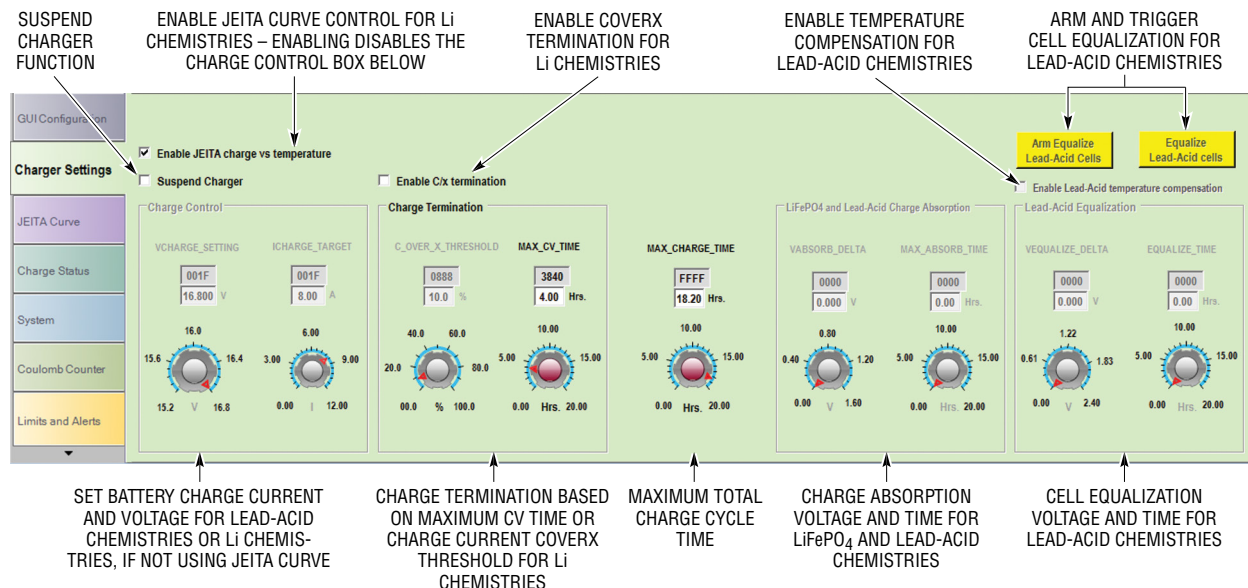 SUSPEND
CHARGER
FUNCTION
ENABLE JEITA CURVE CONTROL FOR Li
CHEMISTRIES – ENABLING DISABLES THE
CHARGE CONTROL BOX BELOW
ENABLE COVERX
TERMINATION FOR
Li CHEMISTRIES
ENABLE TEMPERATURE
COMPENSATION FOR
LEAD-ACID CHEMISTRIES
ARM AND TRIGGER
CELL EQUALIZATION FOR
LEAD-ACID CHEMISTRIES
GUI Configuration
Charger Settings
JEITA Curve
Charge Status
System
Coulomb Counter
Limits and Alerts
Enable JEITA charge vs temperature
Suspend Charger
Enable C/x termination
Arm Equalize
Lead-Acid Cells
Equalize
Lead-Acid cells
Enable Lead-Acid temperature compensation
Charge Control
VCHARGE_SETTING
001F
16.800 V
16.0
15.6 16.4
15.2 V 16.8
ICHARGE_TARGET
001F
8.00 A
6.00
3.00 9.00
0.00 I 12.00
Charge Termination
C_OVER_X_THRESHOLD
0888
10.0 %
40.0 60.0
20.0 80.0
00.0 % 100.0
MAX_CV_TIME
3840
4.00 Hrs.
10.00
5.00 15.00
0.00 Hrs. 20.00
MAX_CHARGE_TIME
FFFF
18.20 Hrs.
10.00
5.00 15.00
0.00 Hrs. 20.00
LiFePO4 and Lead-Acid Charge Absorption
VABSORB_DELTA
0000
0.000 V
0.80
0.40 1.20
0.00 V 1.60
MAX_ABSORB_TIME
0000
0.00 Hrs.
10.00
5.00 15.00
0.00 Hrs. 20.00
Lead-Acid Equalization
VEQUALIZE_DELTA
0000
0.000 V
1.22
0.61 1.83
0.00 V 2.40
EQUALIZE_TIME
0000
0.00 Hrs.
10.00
5.00 15.00
0.00 Hrs. 20.00
SET BATTERY CHARGE CURRENT
AND VOLTAGE FOR LEAD-ACID
CHEMISTRIES OR Li CHEMIS-
TRIES, IF NOT USING JEITA CURVE
CHARGE TERMINATION BASED
ON MAXIMUM CV TIME OR
CHARGE CURRENT COVERX
THRESHOLD FOR Li
CHEMISTRIES
MAXIMUM TOTAL
CHARGE CYCLE
TIME
CHARGE ABSORPTION
VOLTAGE AND TIME FOR
LiFePO4 AND LEAD-ACID
CHEMISTRIES
CELL EQUALIZATION
VOLTAGE AND TIME FOR
LEAD-ACID CHEMISTRIES